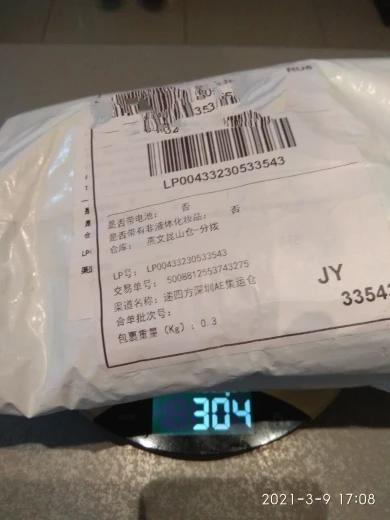 LP00433230533543
是否带电池： 否
是否带有非液体化妆品： 否
仓库： 燕文昆山仓-分拨
LP号： LP00433230533543
交易单号： 5008812553743275
渠道名称：递四方深圳AE集运仓
合单批次号：
包裹重量（Kg）：0.3
JY
33543
304
2021-3-9 17:08